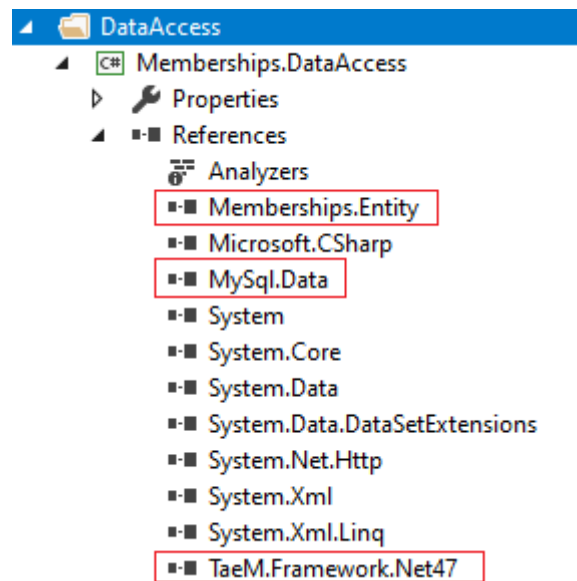 DataAccess
C# Memberships.DataAccess
Properties
References
Analyzers
Memberships.Entity
Microsoft.CSharp
MySql.Data
System
System.Core
System.Data
System.Data.DataSetExtensions
System.Net.Http
System.Xml
System.Xml.Linq
TaeM.Framework.Net47